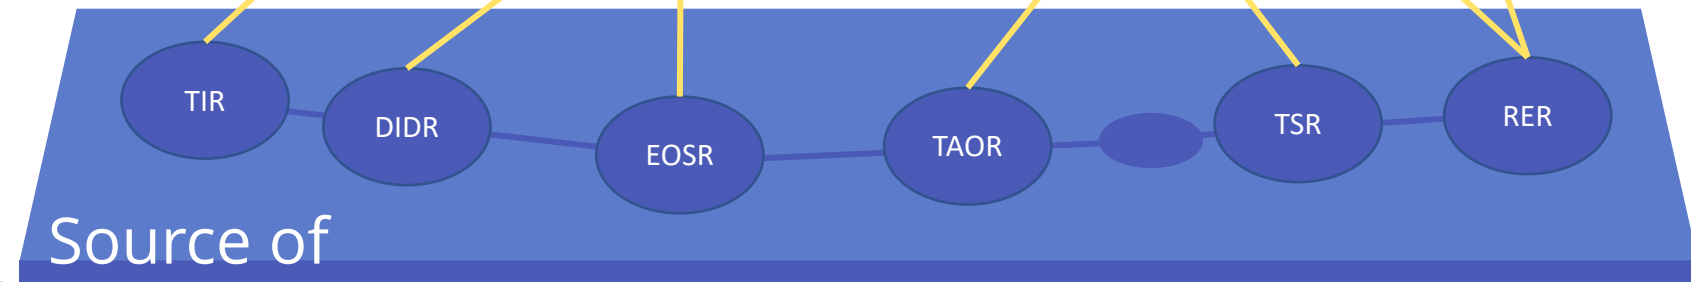 TIR
DIDR
EOSR
TAOR
TSR
RER
Source of